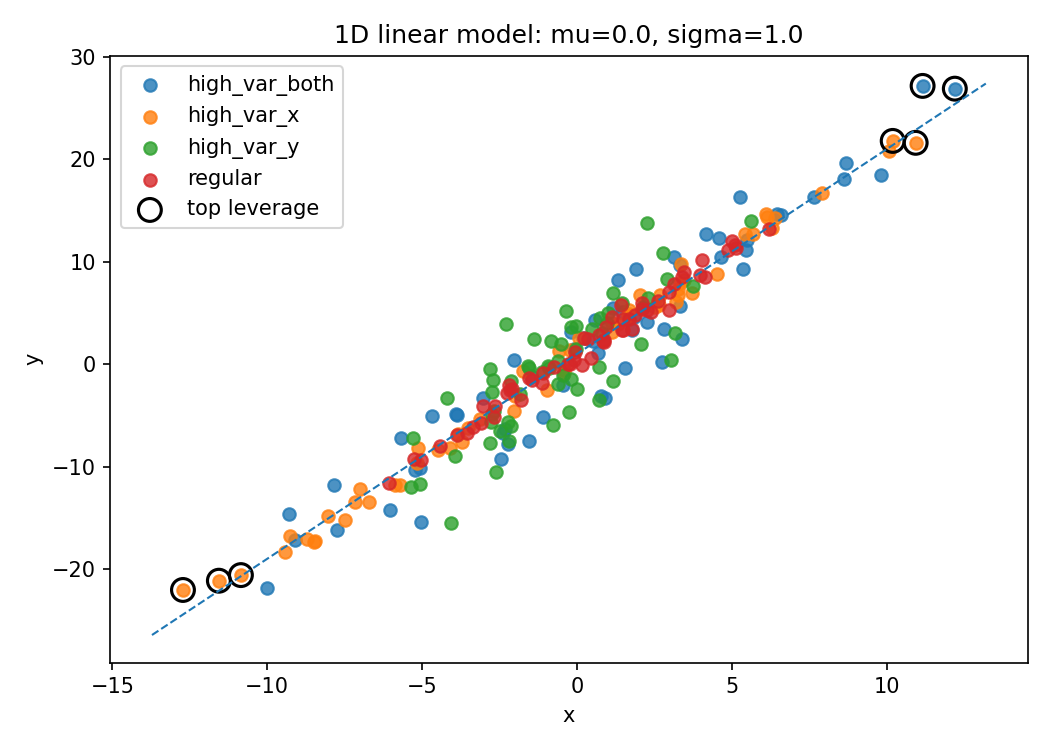 1D linear model: mu=0.0, sigma=1.0
high_var_both
high_var_x
high_var_y
regular
top leverage
30
20
10
0
−10
−20
y
−15
−10
−5
0
5
10
x